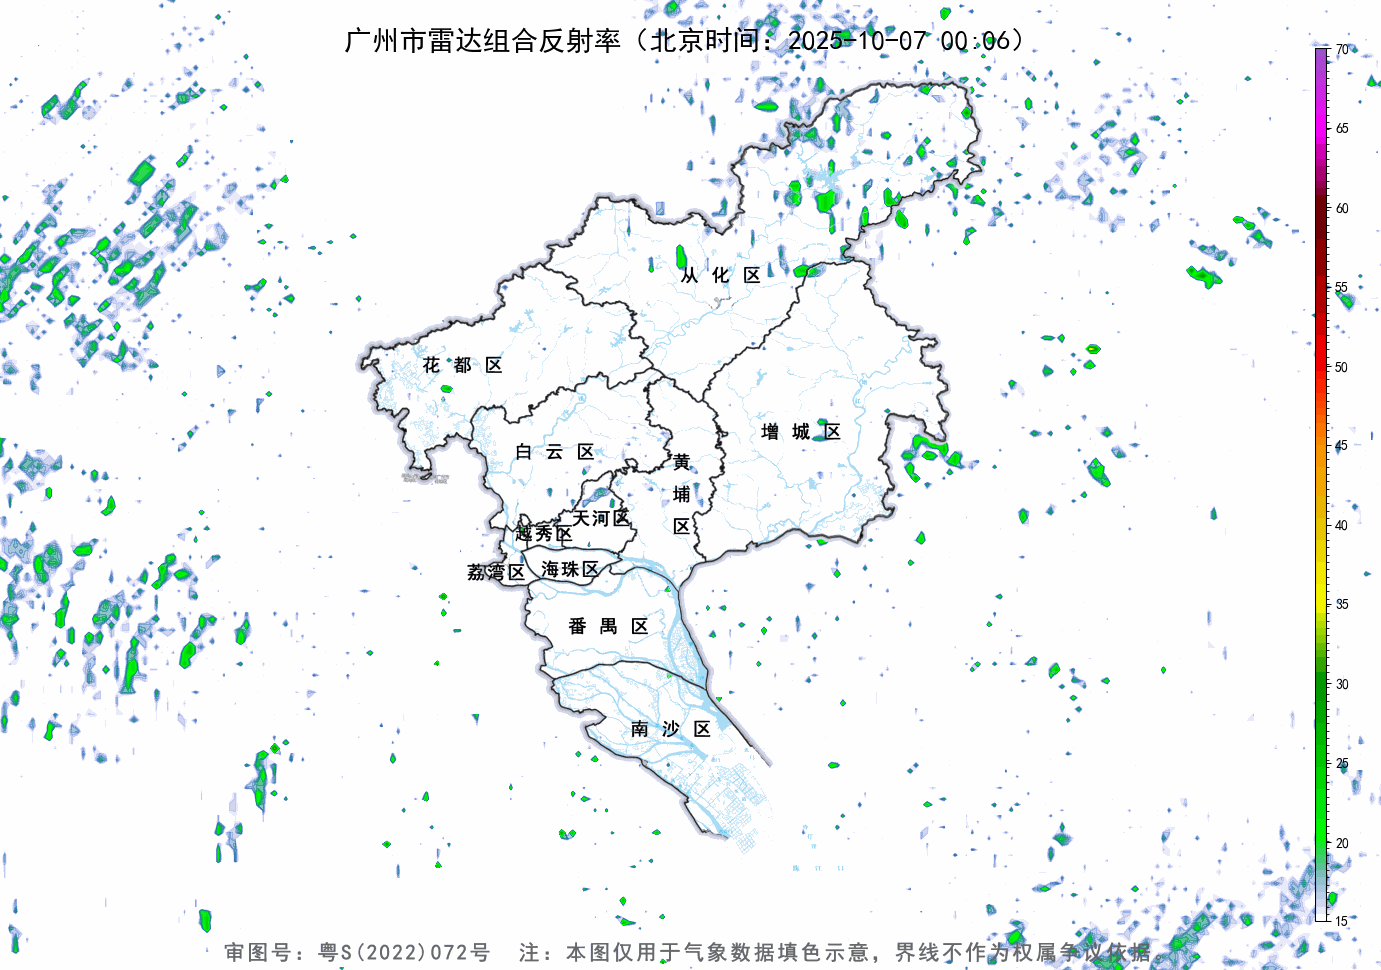 广州市雷达组合反射率（北京时间：2025-10-07 00:06）
70
65
60
55
50
45
40
35
30
25
20
15
从化区
花都区
增城区
白云区
黄埔区
天河区
越秀区
荔湾区
海珠区
番禺区
南沙区
审图号：粤S(2022)072号 注：本图仅用于气象数据填色示意，界线不作为权属争议依据。